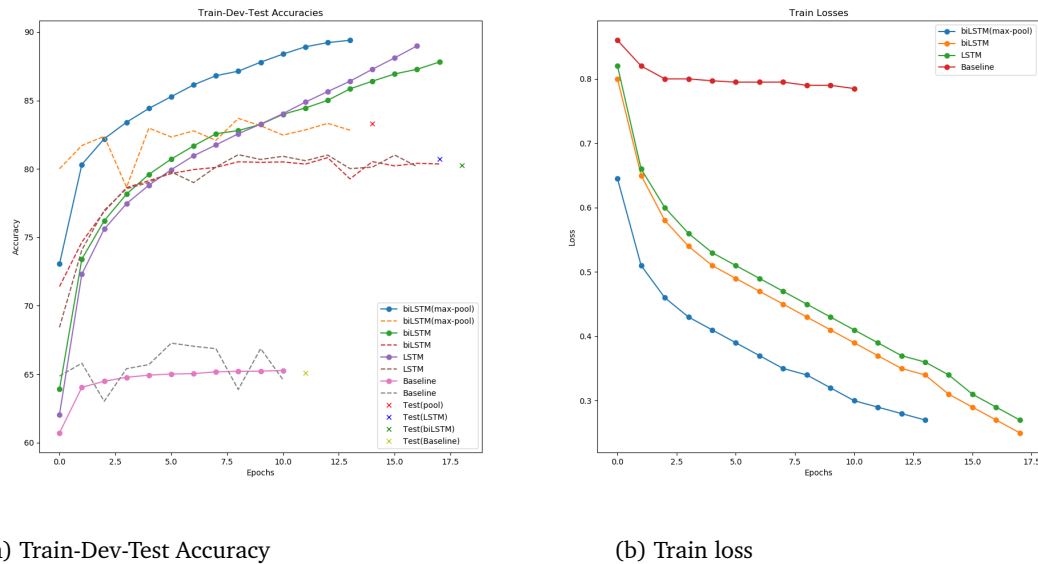 Train-Dev-Test Accuracies
90
85
80
75
70
65
60
Accuracy
0.0 2.5 5.0 7.5 10.0 12.5 15.0 17.5
Epochs
biLSTM(max-pool)
biLSTM(max-pool)
biLSTM
biLSTM
LSTM
LSTM
Baseline
Baseline
Test(pool)
Test(LSTM)
Test(biLSTM)
Test(Baseline)
Train Losses
0.8
0.7
0.6
0.5
0.4
0.3
Loss
0.0 2.5 5.0 7.5 10.0 12.5 15.0 17.5
Epochs
biLSTM(max-pool)
biLSTM
LSTM
Baseline
) Train-Dev-Test Accuracy
(b) Train loss